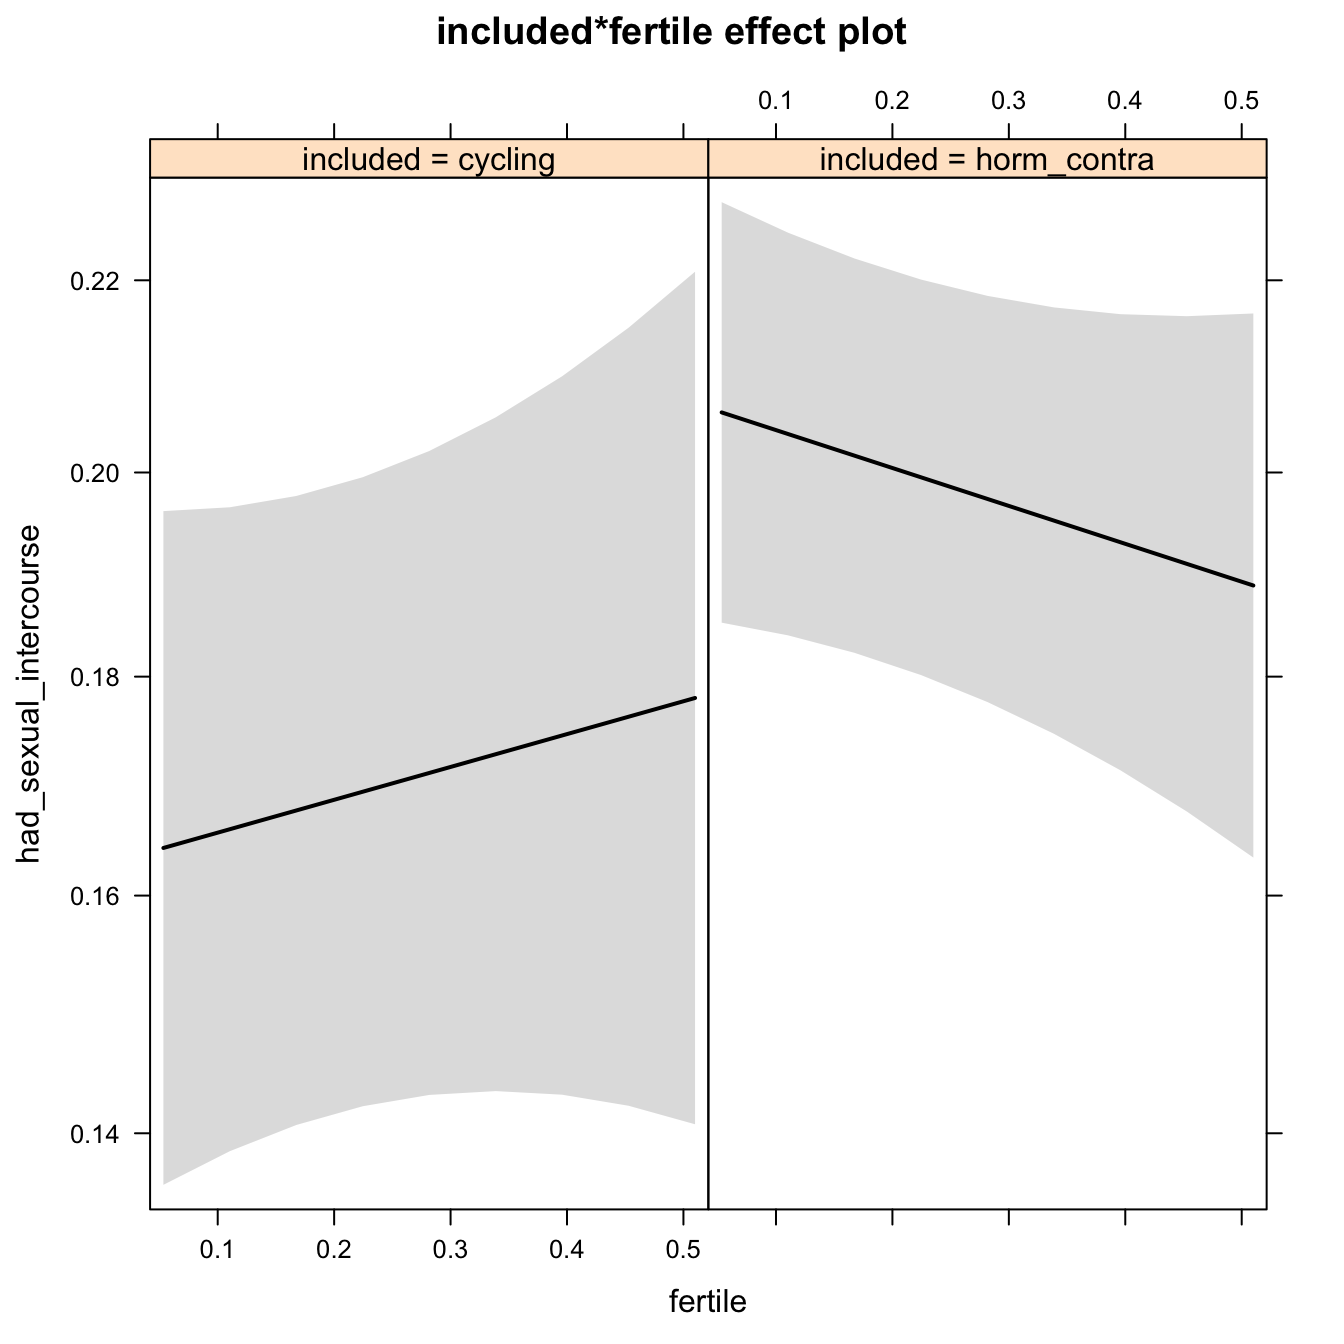 included*fertile effect plot
0.1 0.2 0.3 0.4 0.5
included = cycling included = horm_contra
0.22
0.20
0.18
0.16
0.14
had_sexual_intercourse
0.1 0.2 0.3 0.4 0.5
fertile